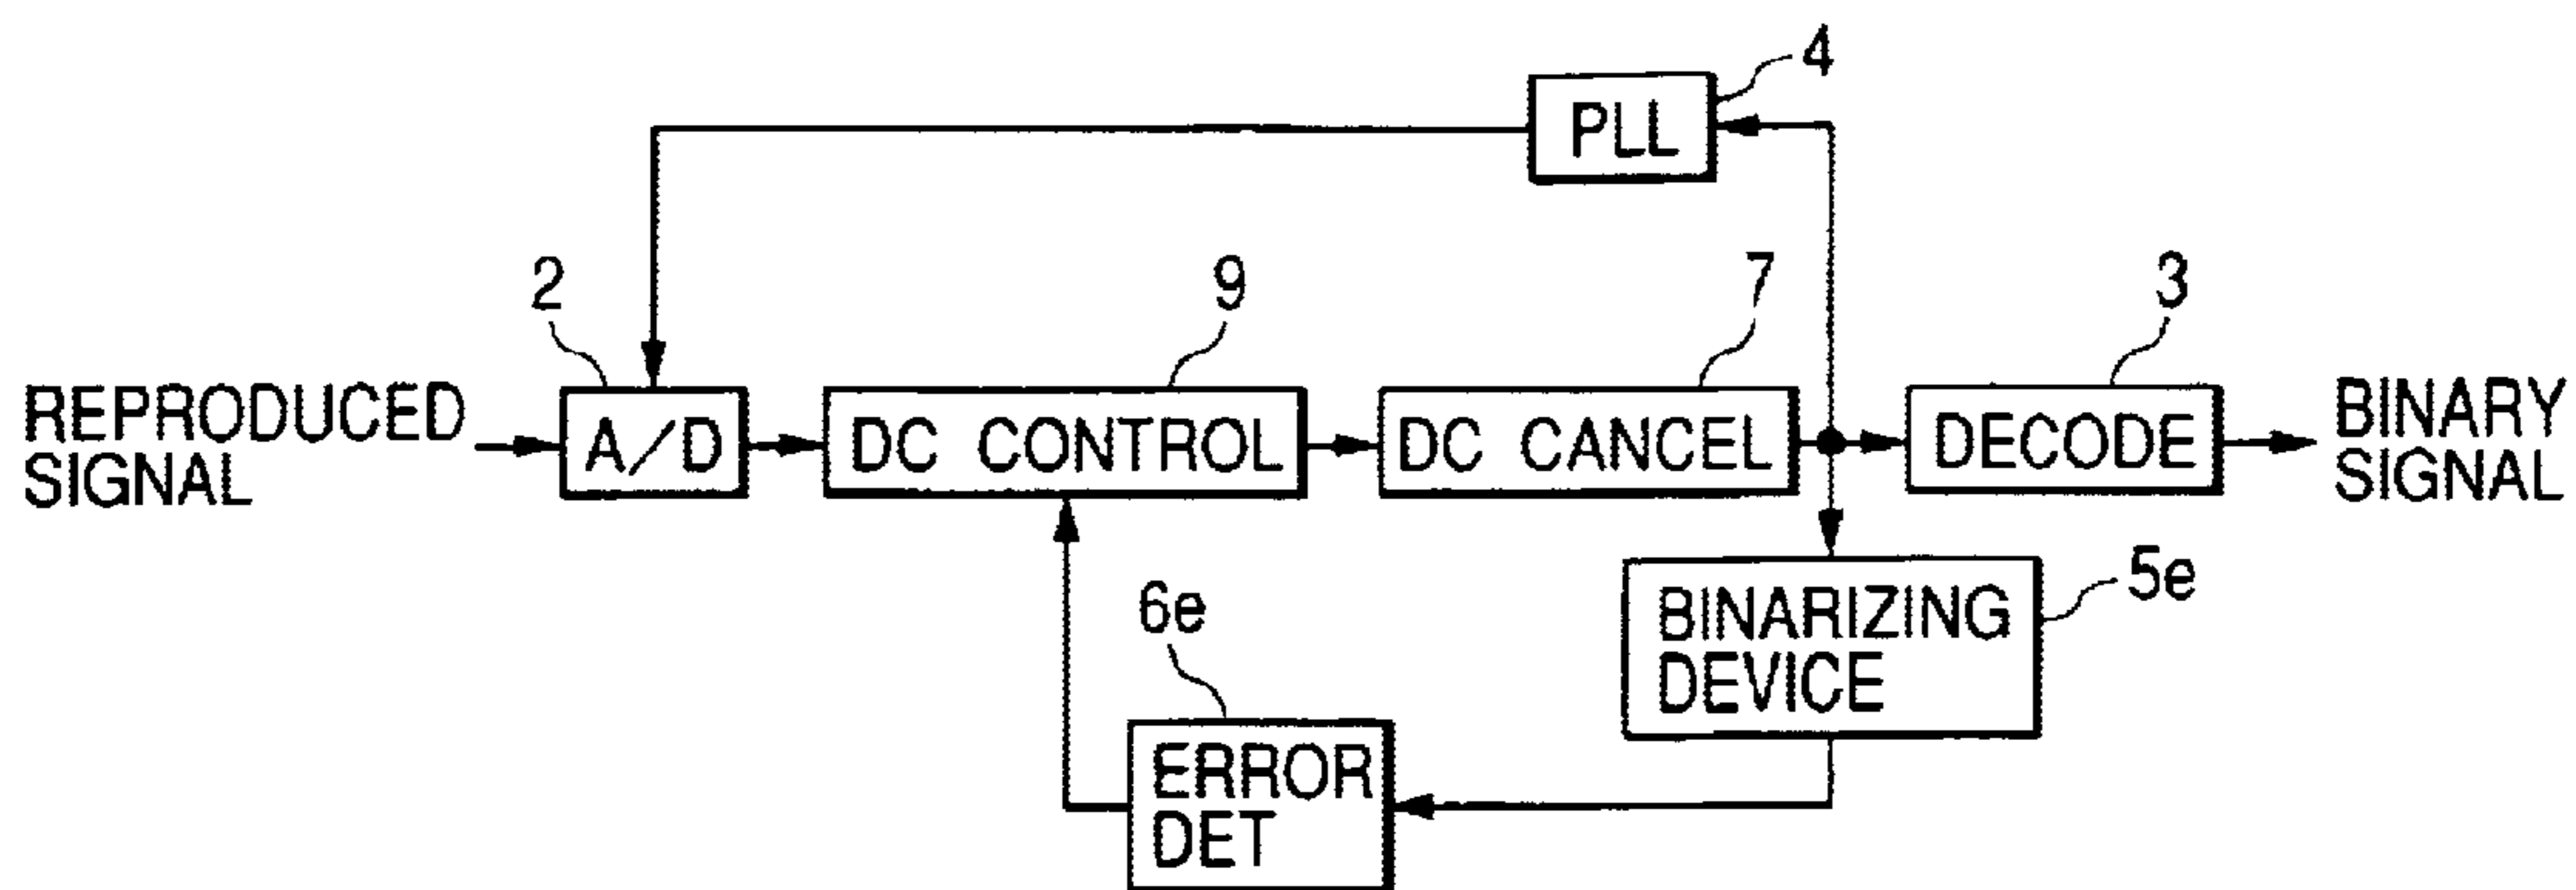 4
PLL
2
9
7
3
REPRODUCED
SIGNAL
A/D
DC CONTROL
DC CANCEL
DECODE
BINARY
SIGNAL
6e
5e
BINARIZING
DEVICE
ERROR
DET